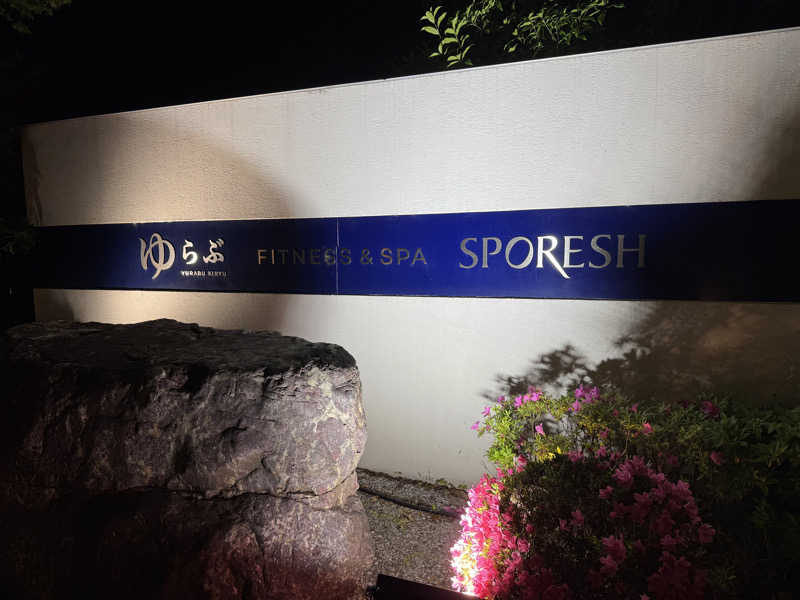 ゆらぶ
YURABU KIRYU
FITNESS & SPA
SPORESH